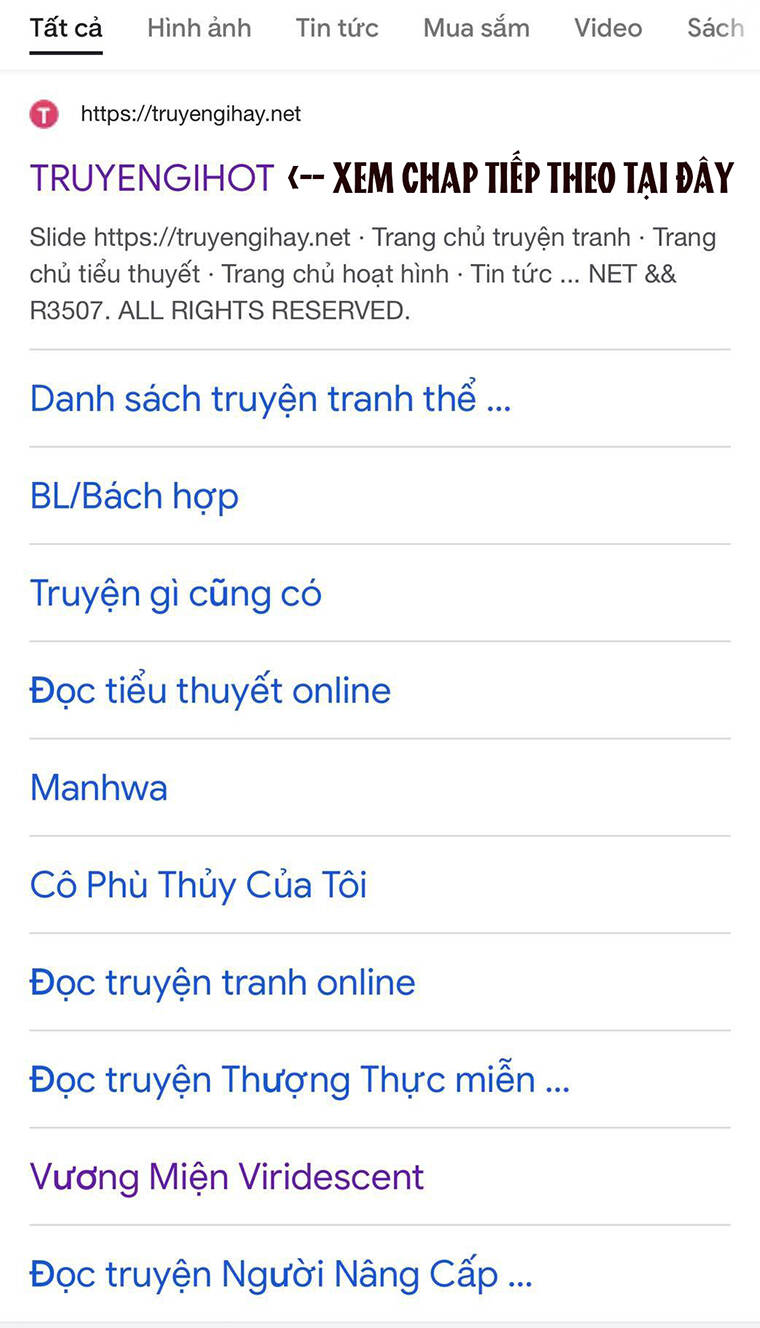 Tất cả Hình ảnh Tin tức Mua sắm Video Sách
T https://truyengihay.net
TRUYENGIHOT <-- XEM CHAP TIẾP THEO TẠI ĐÂY
Slide https://truyengihay.net · Trang chủ truyện tranh · Trang
chủ tiểu thuyết · Trang chủ hoạt hình · Tin tức ... NET &&
R3507. ALL RIGHTS RESERVED.
Danh sách truyện tranh thể ...
BL/Bách hợp
Truyện gì cũng có
Đọc tiểu thuyết online
Manhwa
Cô Phù Thủy Của Tôi
Đọc truyện tranh online
Đọc truyện Thượng Thực miễn ...
Vương Miện Viridescent
Đọc truyện Người Nâng Cấp ...